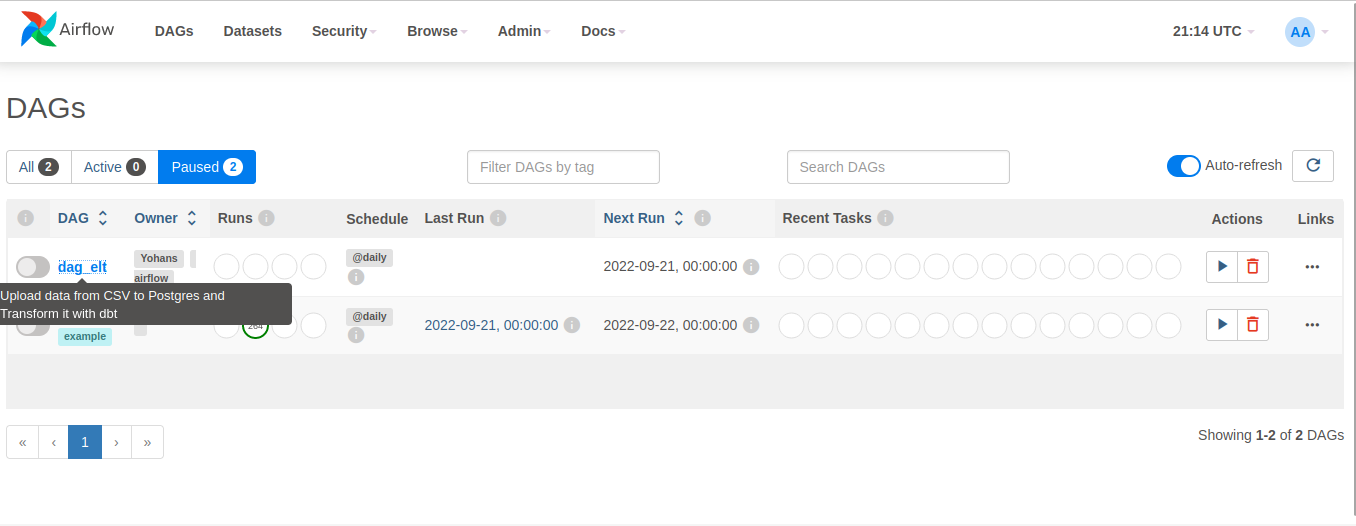 Airflow DAGs Datasets Security Browse Admin Docs 21:14 UTC AA
DAGs
All 2 Active 0 Paused 2 Filter DAGs by tag Search DAGs Auto-refresh
DAG Owner Runs Schedule Last Run Next Run Recent Tasks Actions Links
dag_elt Yohans airflow @daily 2022-09-21, 00:00:00
Upload data from CSV to Postgres and
Transform it with dbt
264 @daily 2022-09-21, 00:00:00 2022-09-22, 00:00:00
example
« ‹ 1 › » Showing 1-2 of 2 DAGs